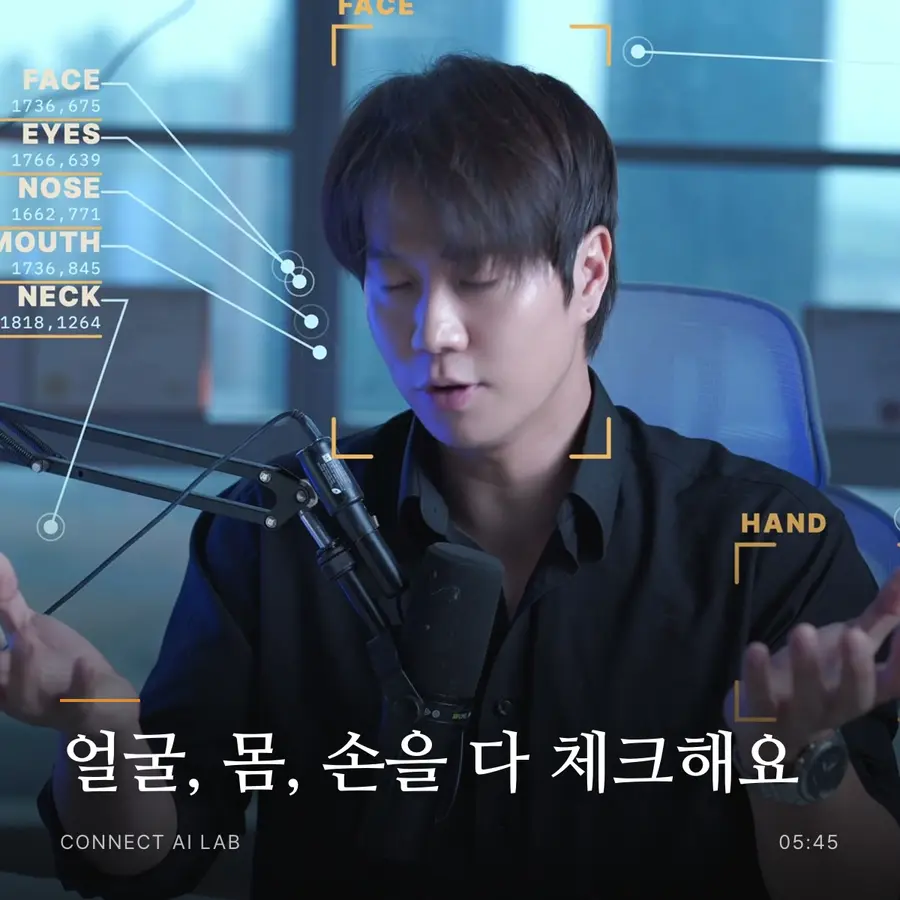 FACE
FACE
1736,675
EYES
1766,639
NOSE
1662,771
MOUTH
1736,845
NECK
1818,1264
HAND
얼굴, 몸, 손을 다 체크해요
CONNECT AI LAB
05:45